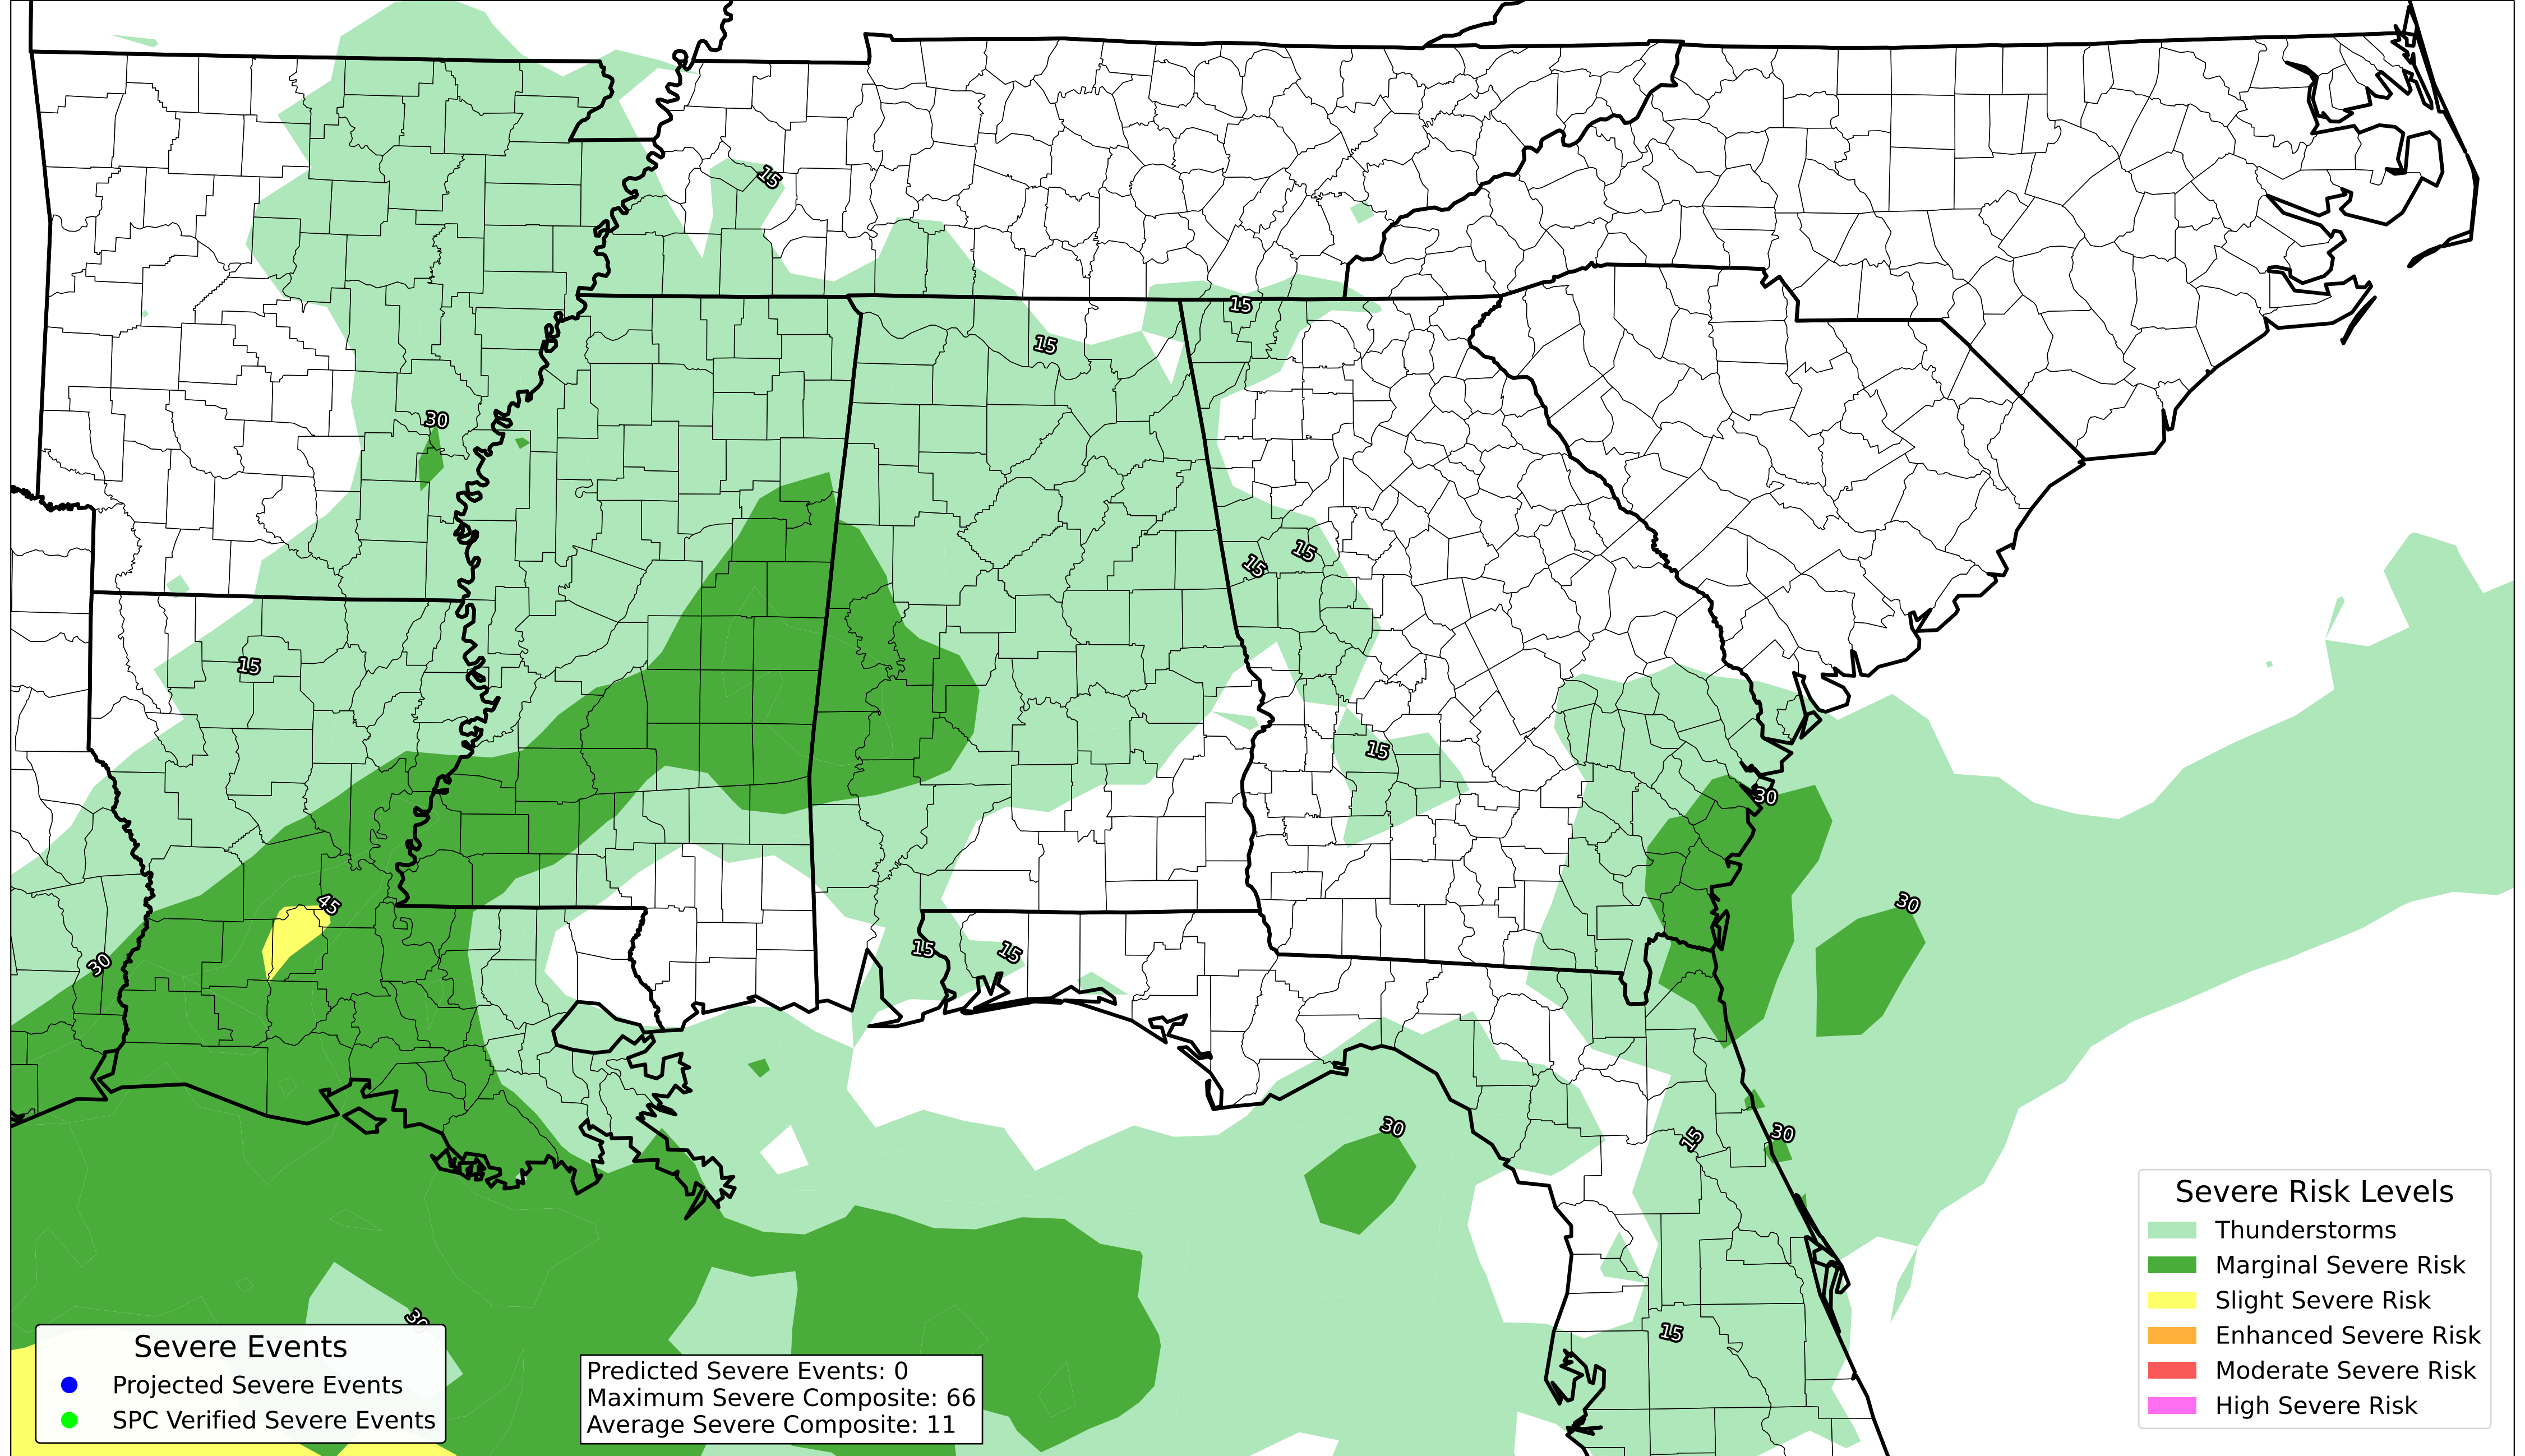 15
15
15
30
15
15
15
15
30
45
30
15
15
30
30
30
15
30
15
Severe Events
Projected Severe Events
SPC Verified Severe Events
Predicted Severe Events: 0
Maximum Severe Composite: 66
Average Severe Composite: 11
Severe Risk Levels
Thunderstorms
Marginal Severe Risk
Slight Severe Risk
Enhanced Severe Risk
Moderate Severe Risk
High Severe Risk